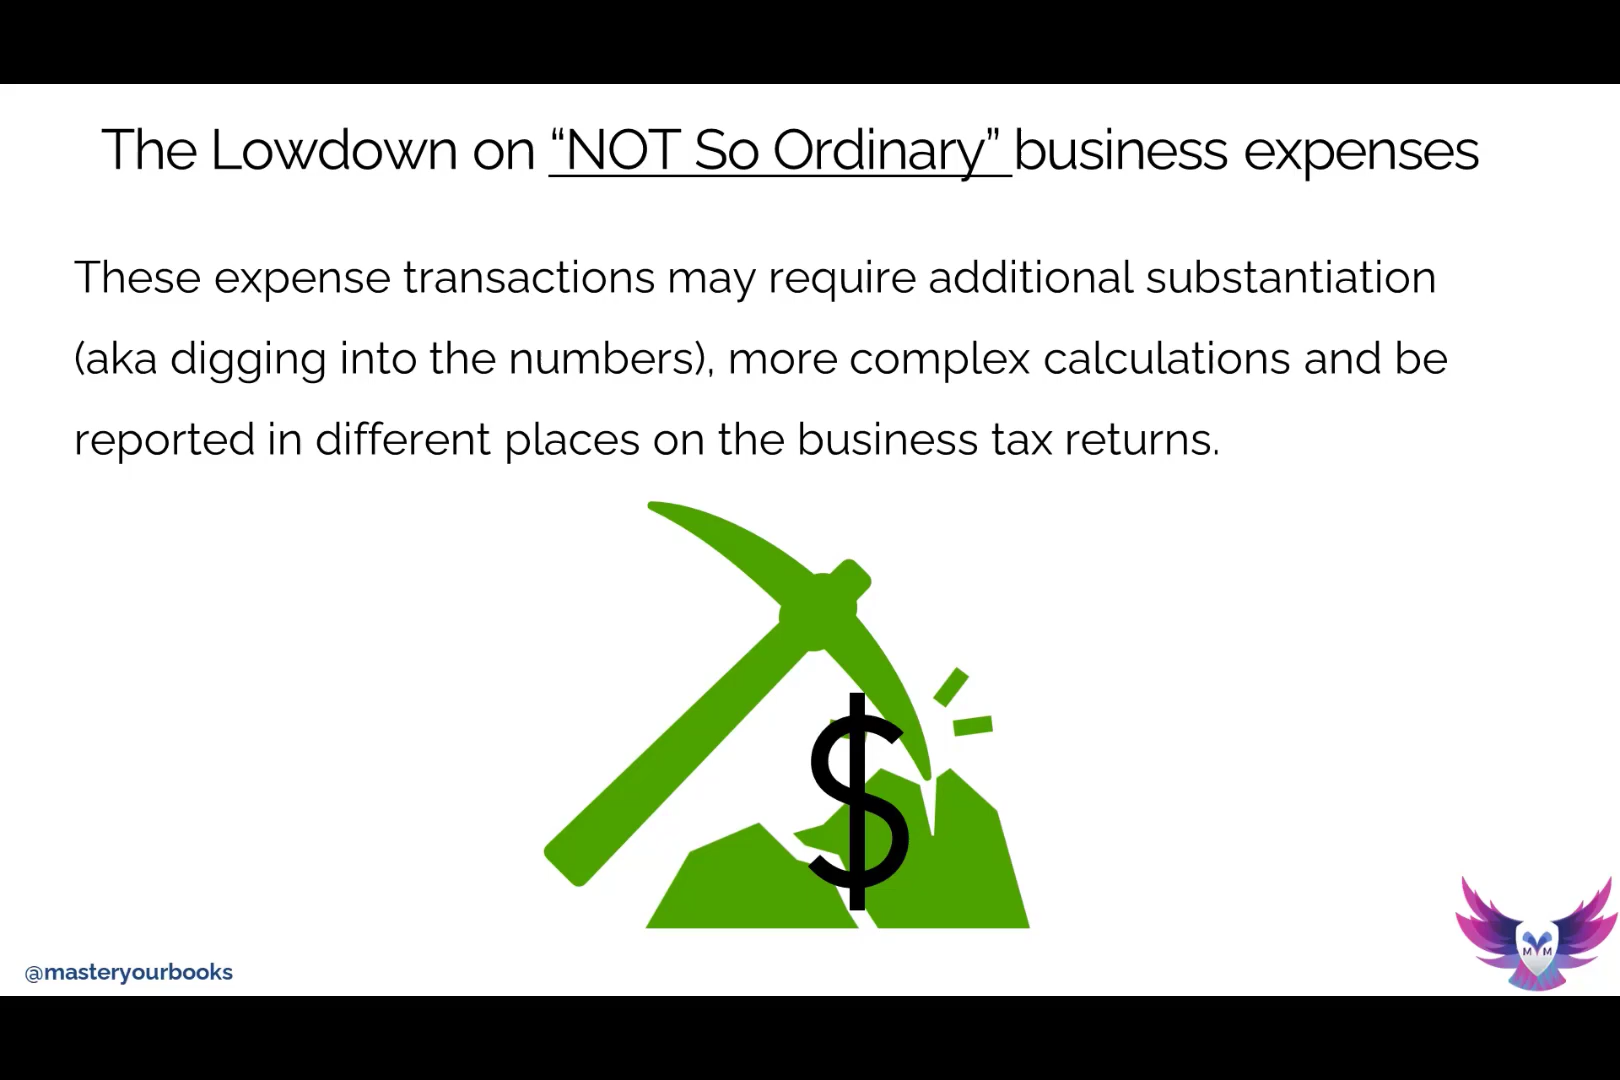 The Lowdown on “NOT So Ordinary” business expenses
These expense transactions may require additional substantiation
(aka digging into the numbers), more complex calculations and be
reported in different places on the business tax returns.
$
M M
@masteryourbooks